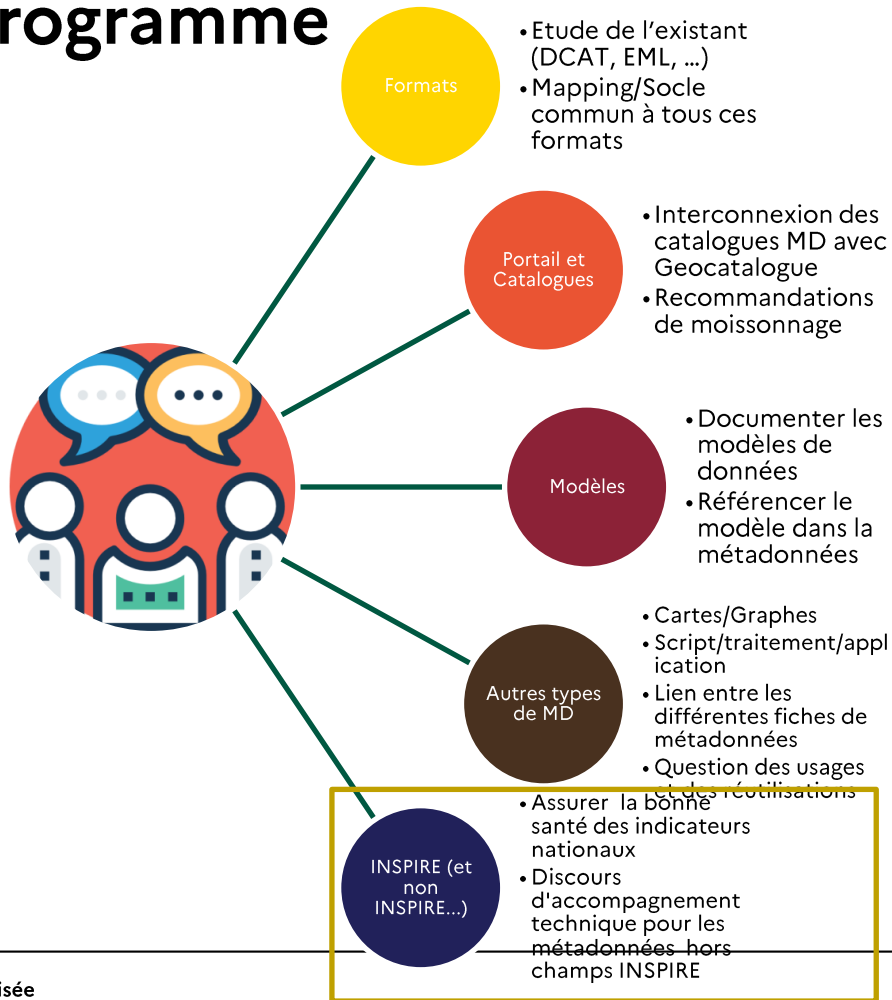 rogramme
Formats
• Etude de l’existant
(DCAT, EML, …)
• Mapping/Socle
commun à tous ces
formats
Portail et
Catalogues
• Interconnexion des
catalogues MD avec
Geocatalogue
• Recommandations
de moissonnage
Modèles
• Documenter les
modèles de
données
• Référencer le
modèle dans la
métadonnées
Autres types
de MD
• Cartes/Graphes
• Script/traitement/appl
ication
• Lien entre les
différentes fiches de
métadonnées
• Question des usages
et des réutilisations
INSPIRE (et
non
INSPIRE...)
• Assurer la bonne
santé des indicateurs
nationaux
• Discours
d'accompagnement
technique pour les
métadonnées hors
champs INSPIRE
isée